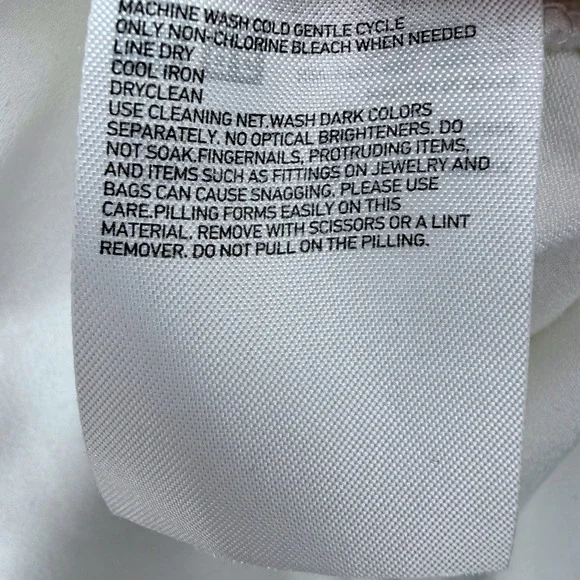 MACHINE WASH COLD GENTLE CYCLE
ONLY NON-CHLORINE BLEACH WHEN NEEDED
LINE DRY
COOL IRON
DRYCLEAN
USE CLEANING NET.WASH DARK COLORS
SEPARATELY. NO OPTICAL BRIGHTENERS. DO
NOT SOAK.FINGERNAILS, PROTRUDING ITEMS,
AND ITEMS SUCH AS FITTINGS ON JEWELRY AND
BAGS CAN CAUSE SNAGGING. PLEASE USE
CARE.PILLING FORMS EASILY ON THIS
MATERIAL. REMOVE WITH SCISSORS OR A LINT
REMOVER. DO NOT PULL ON THE PILLING.